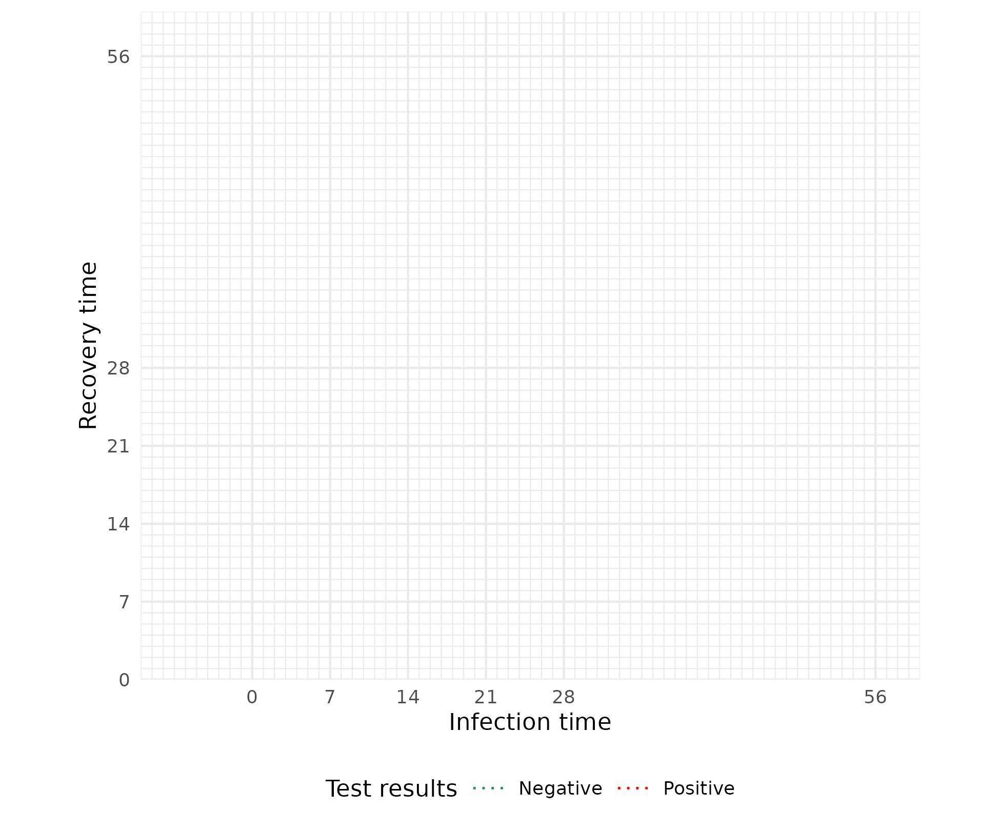 56
Recovery time
28
21
14
7
0
0 7 14 21 28 56
Infection time
Test results Negative Positive